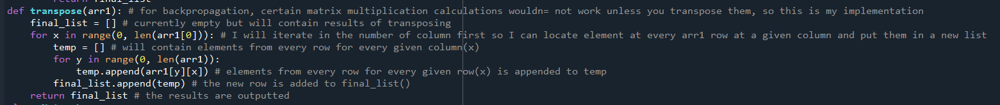 return final_list
def transpose(arr1): # for backpropagation, certain matrix multiplication calculations wouldn= not work unless you transpose them, so this is my implementation
    final_list = [] # currently empty but will contain results of transposing
    for x in range(0, len(arr1[0])): # I will iterate in the number of column first so I can locate element at every arr1 row at a given column and put them in a new list
        temp = [] # will contain elements from every row for every given column(x)
        for y in range(0, len(arr1)):
            temp.append(arr1[y][x]) # elements from every row for every given row(x) is appended to temp
        final_list.append(temp) # the new row is added to final_list()
    return final_list # the results are outputted